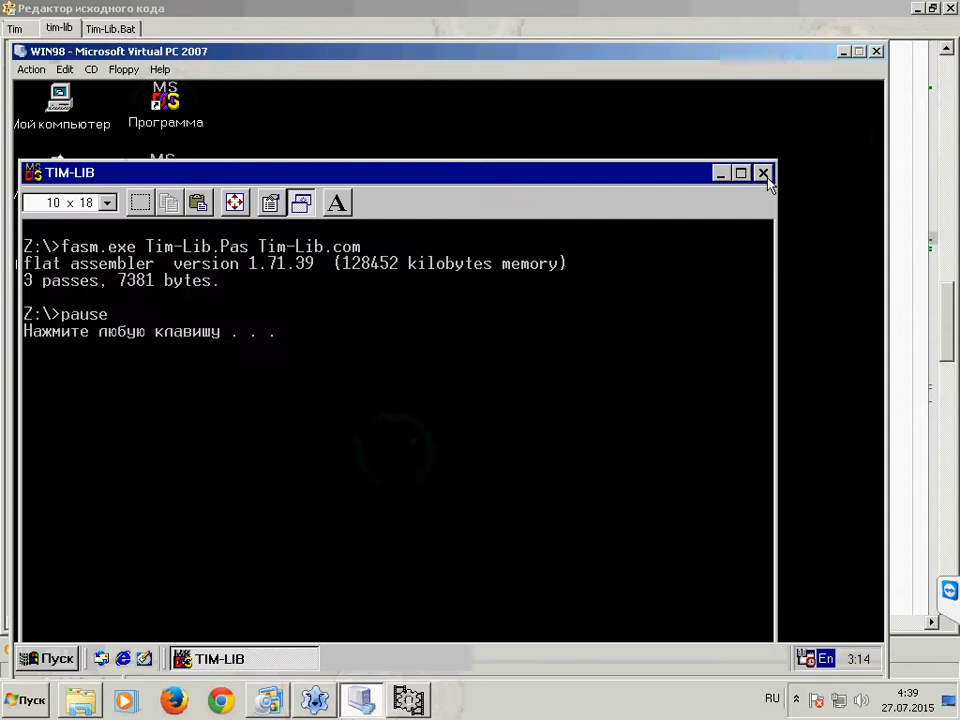 Редактор исходного кода
Tim tim-lib Tim-Lib.Bat
WIN98 - Microsoft Virtual PC 2007
Action Edit CD Floppy Help
MS
Мой компьютер
Программа
MS
TIM-LIB
10 x 18
A
Z:\>fasm.exe Tim-Lib.Pas Tim-Lib.com
flat assembler version 1.71.39 (128452 kilobytes memory)
3 passes, 7381 bytes.
Z:\>pause
Нажмите любую клавишу . . .
Пуск
TIM-LIB
En 3:14
Пуск
RU
4:39
27.07.2015